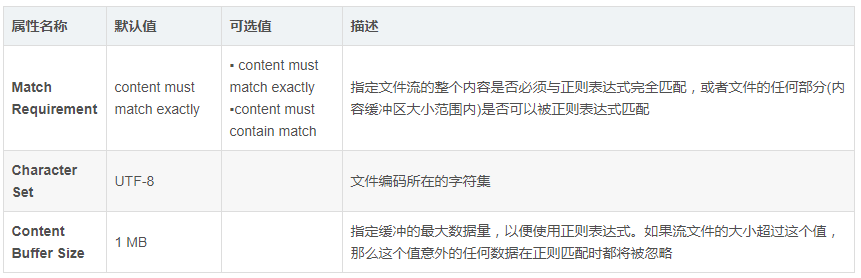 属性名称 默认值 可选值 描述
Match Requirement
content must match exactly
▪ content must match exactly
▪content must contain match
指定文件流的整个内容是否必须与正则表达式完全匹配，或者文件的任何部分(内
容缓冲区大小范围内)是否可以被正则表达式匹配
Character Set
UTF-8
文件编码所在的字符集
Content Buffer Size
1 MB
指定缓冲的最大数据量，以便使用正则表达式。如果流文件的大小超过这个值，
那么这个值意外的任何数据在正则匹配时都将被忽略